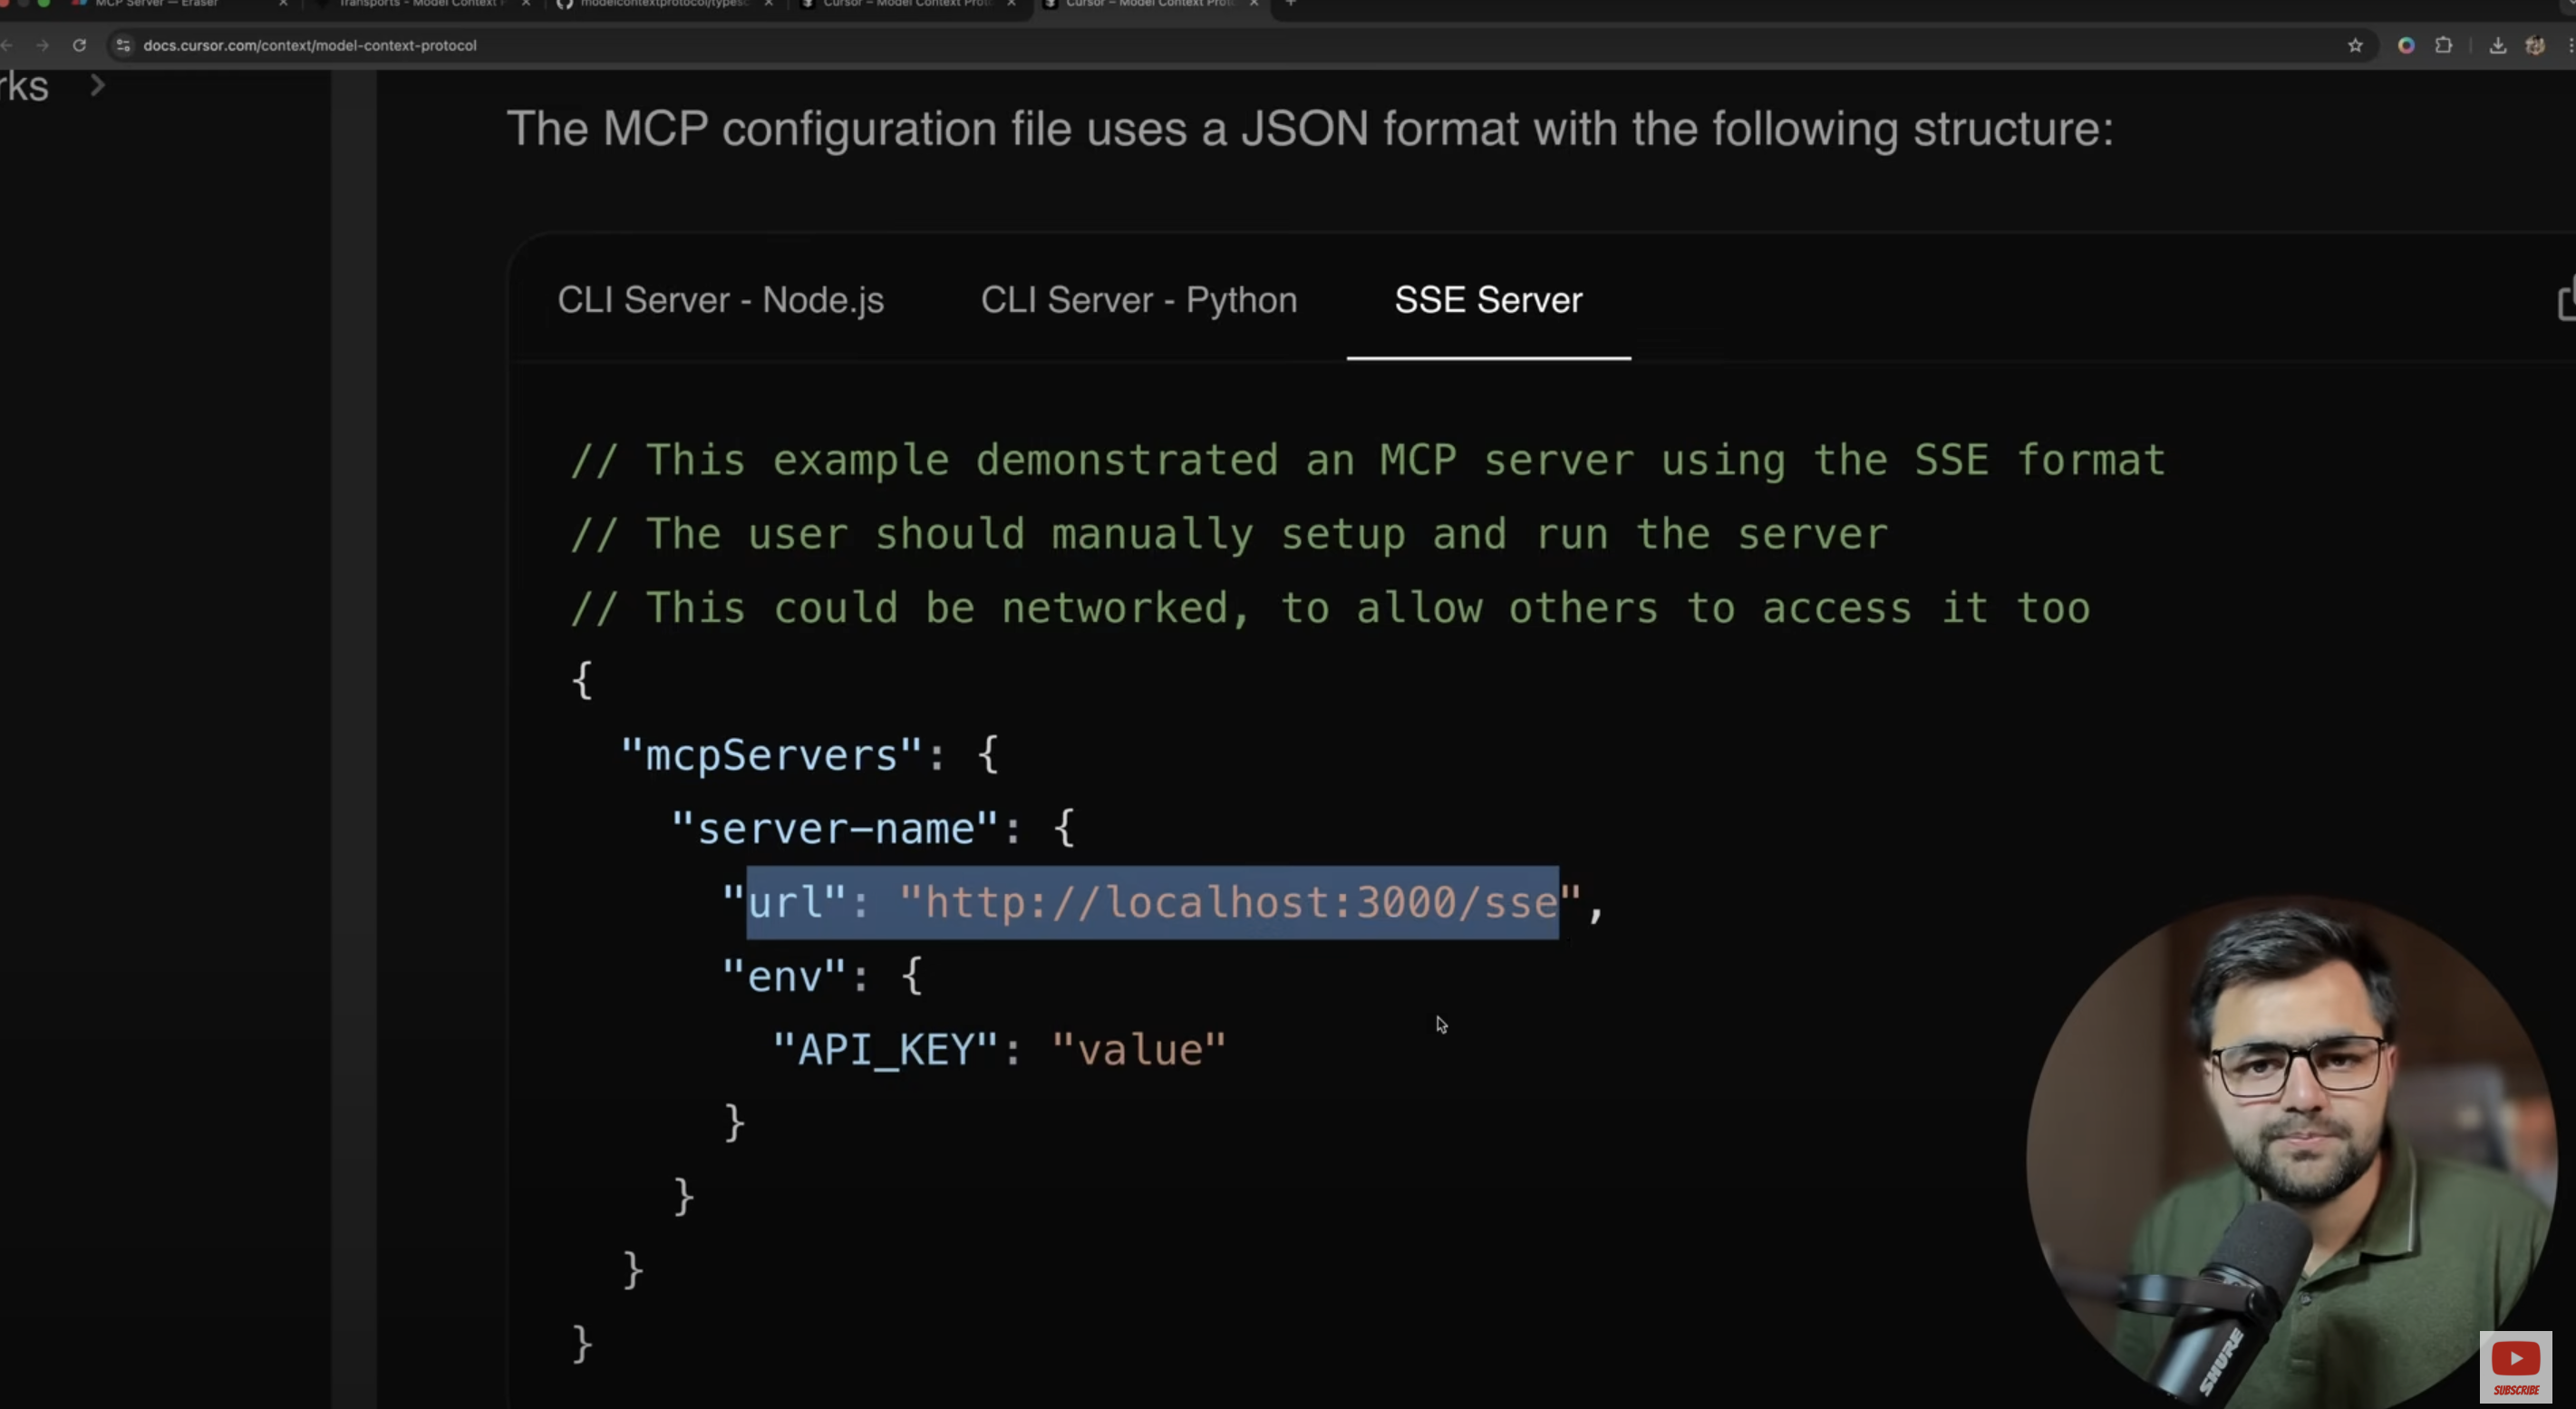 MCP Server — Eraser
Transports - Model Context P
modelcontextprotocol/typesc
Cursor – Model Context Prot
Cursor – Model Context Prot
docs.cursor.com/context/model-context-protocol
rks
The MCP configuration file uses a JSON format with the following structure:
CLI Server - Node.js
CLI Server - Python
SSE Server
// This example demonstrated an MCP server using the SSE format
// The user should manually setup and run the server
// This could be networked, to allow others to access it too
{
"mcpServers": {
"server-name": {
"url": "http://localhost:3000/sse",
"env": {
"API_KEY": "value"
}
}
}
}
SHURE
SUBSCRIBE